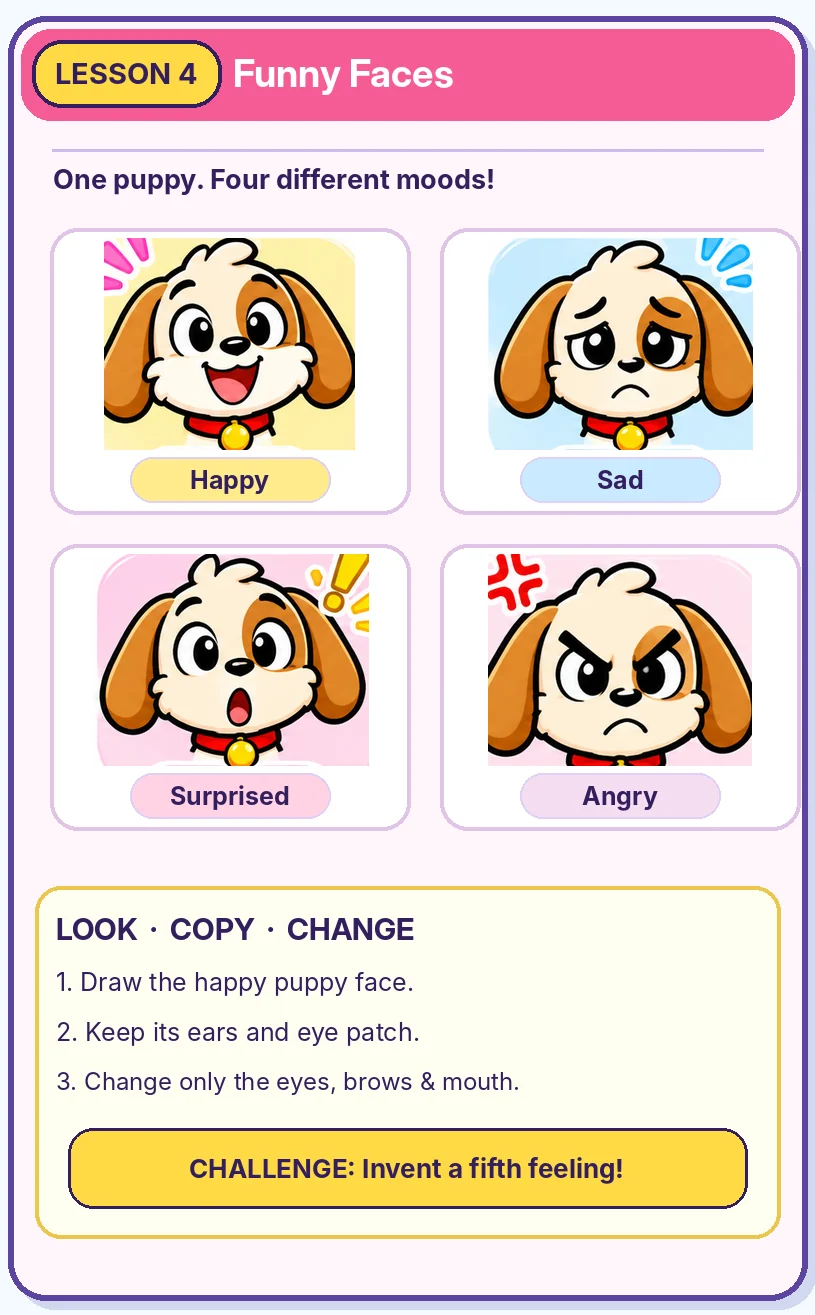 LESSON 4 Funny Faces
One puppy. Four different moods!
Happy
Sad
Surprised
Angry
LOOK · COPY · CHANGE
1. Draw the happy puppy face.
2. Keep its ears and eye patch.
3. Change only the eyes, brows & mouth.
CHALLENGE: Invent a fifth feeling!